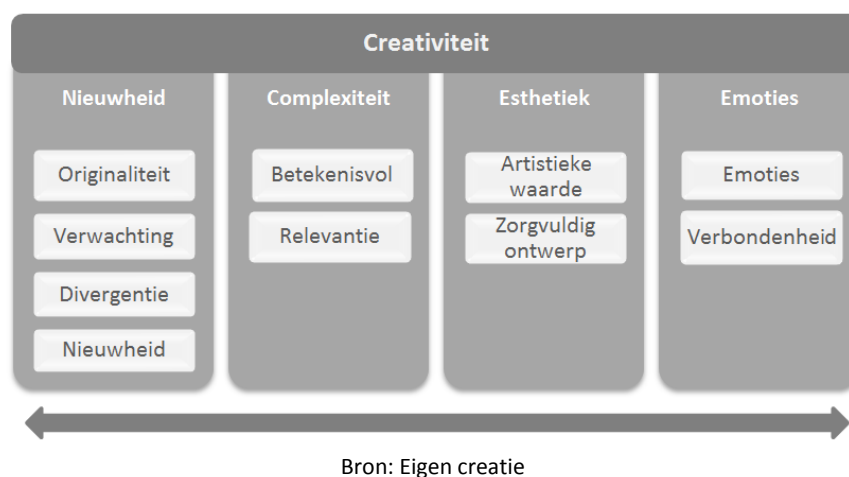 Creativiteit
Nieuwheid
Originaliteit
Verwachting
Divergentie
Nieuwheid
Complexiteit
Betekenisvol
Relevantie
Esthetiek
Artistieke
waarde
Zorgvuldig
ontwerp
Emoties
Emoties
Verbondenheid
Bron: Eigen creatie